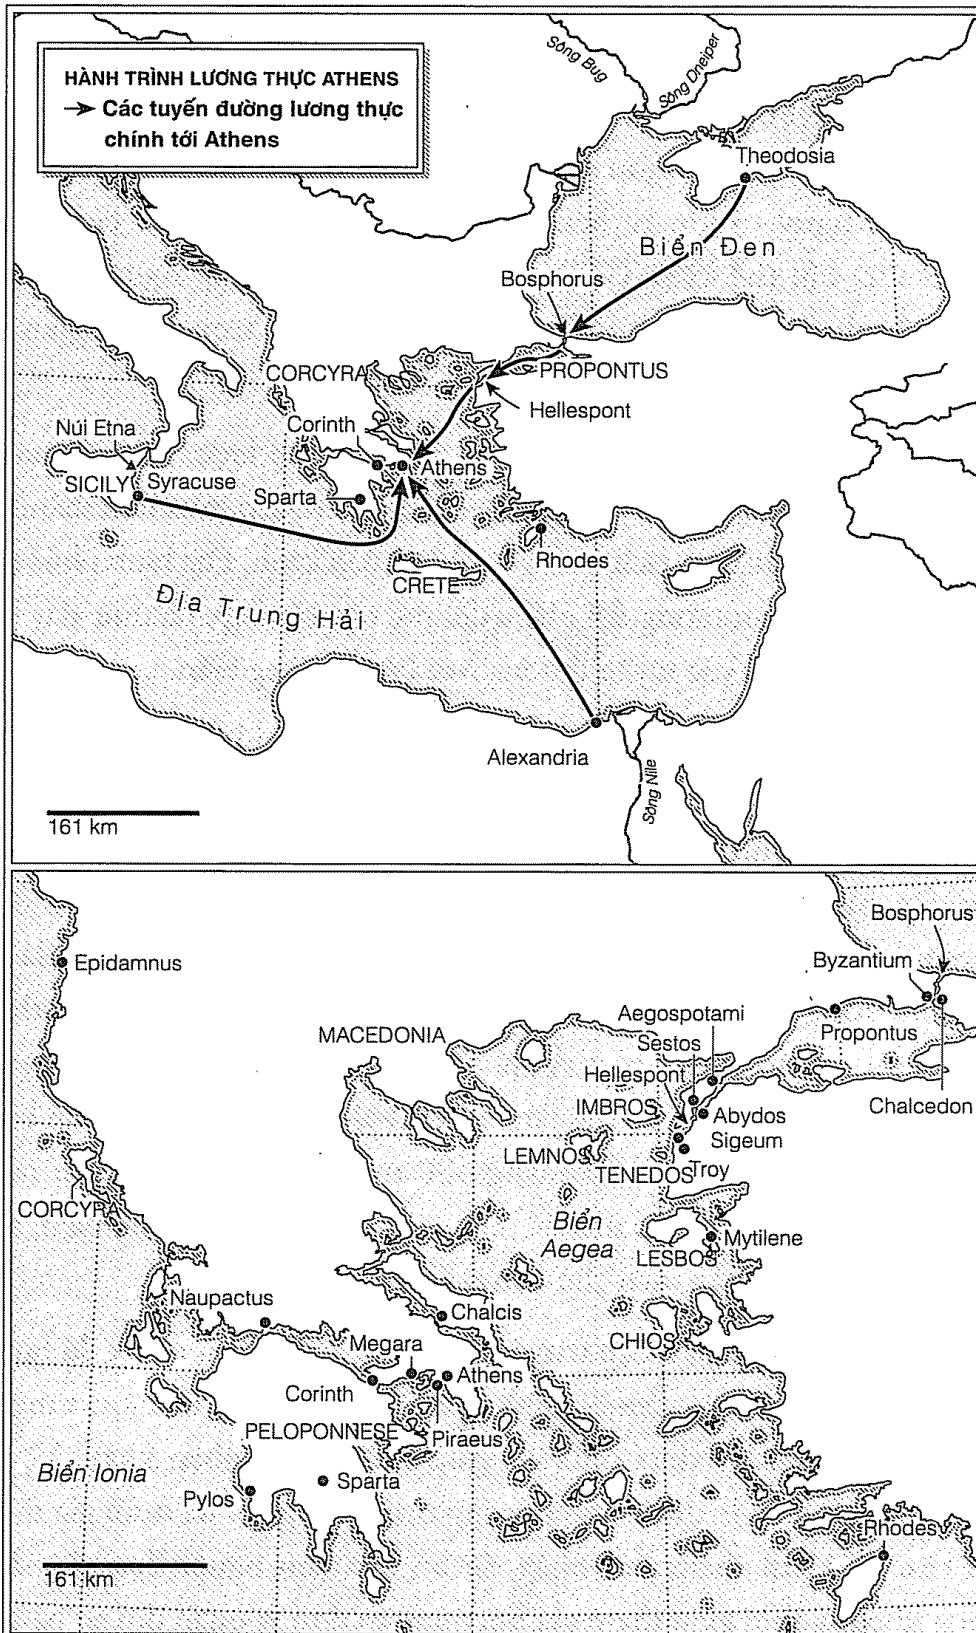 HÀNH TRÌNH LƯƠNG THỰC ATHENS
Các tuyến đường lương thực
chính tới Athens
Sông Bug
Sông Dneiper
Theodosia
Biển Đen
Bosphorus
PROPONTUS
CORCYRA
Hellespont
Corinth
Núi Etna
Athens
SICILY
Syracuse
Sparta
Rhodes
CRETE
Địa Trung Hải
Alexandria
Sông Nile
161 km
Bosphorus
Epidamnus
Byzantium
Aegospotami
MACEDONIA
Propontus
Sestos
Hellespont
IMBROS
Abydos
Chalcedon
Sigeum
LEMNOS
TENEDOS
Troy
CORCYRA
Biển
Aegea
Mytilene
LESBOS
Naupactus
Chalcis
CHIOS
Megara
Athens
Corinth
PELOPONNESE
Piraeus
Biển Ionia
Sparta
Pylos
Rhodes
161 km